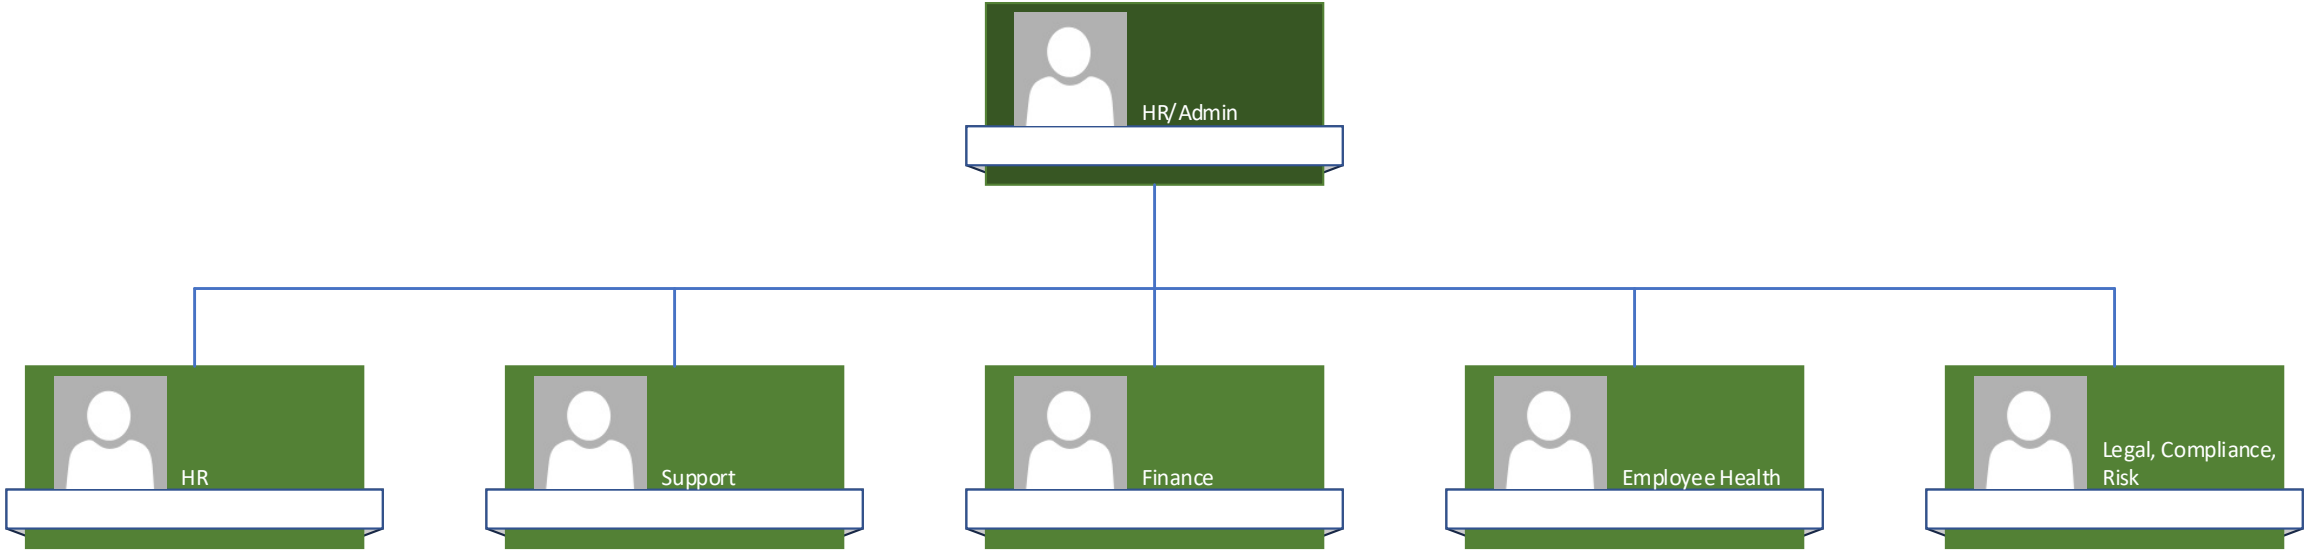 HR/Admin
HR
Support
Finance
Employee Health
Legal, Compliance,
Risk